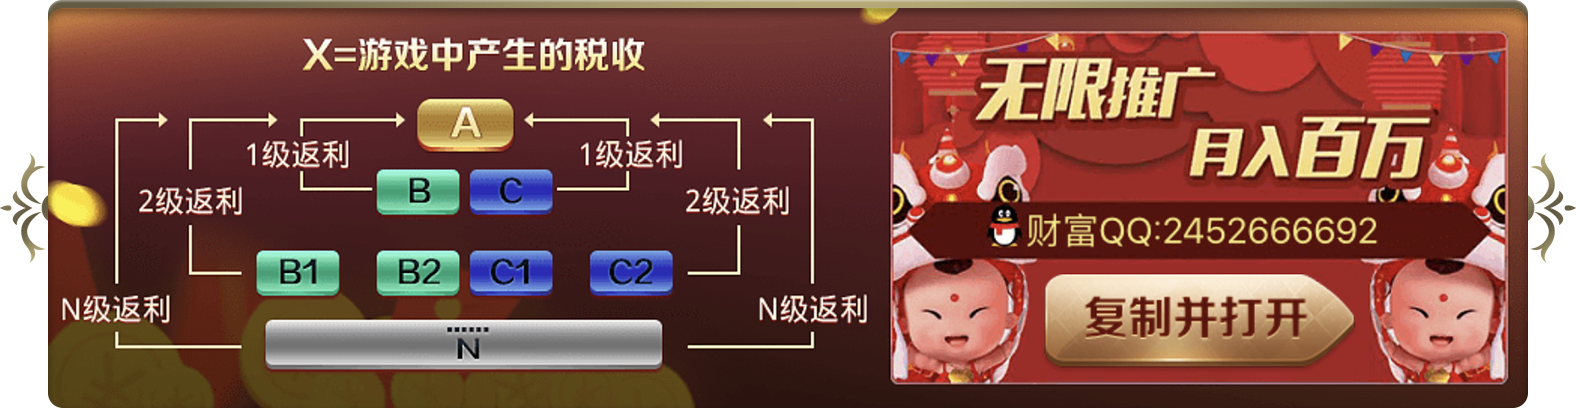 X=游戏中产生的税收
A
1级返利
1级返利
B
C
2级返利
2级返利
B1
B2
C1
C2
N级返利
N级返利
......
N
无限推广
月入百万
财富QQ:2452666692
复制并打开